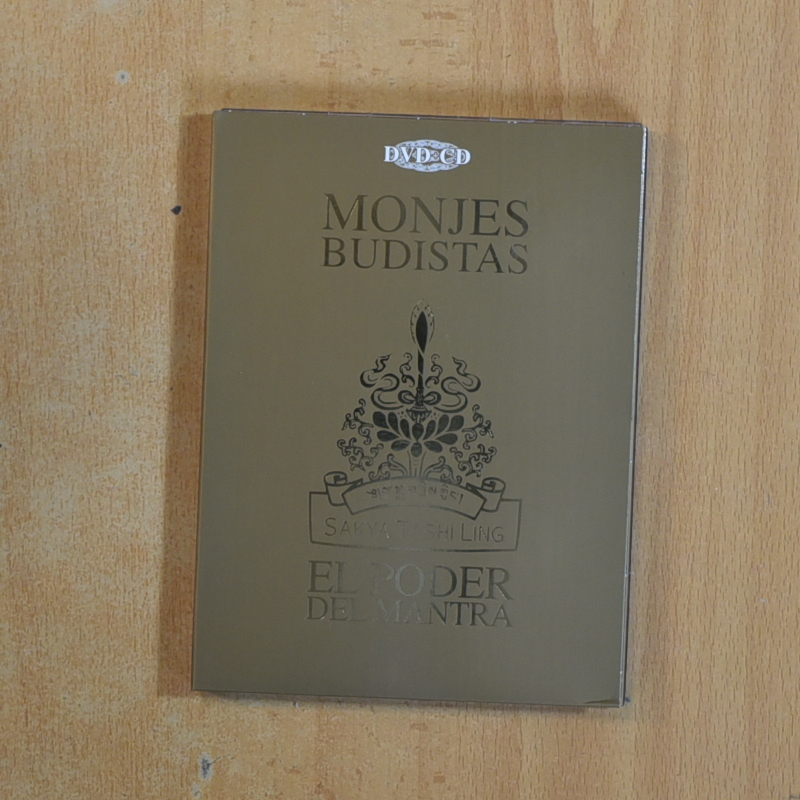 DVD+CD
MONJES
BUDISTAS
SAKYA TASHI LING
EL PODER
DEL MANTRA